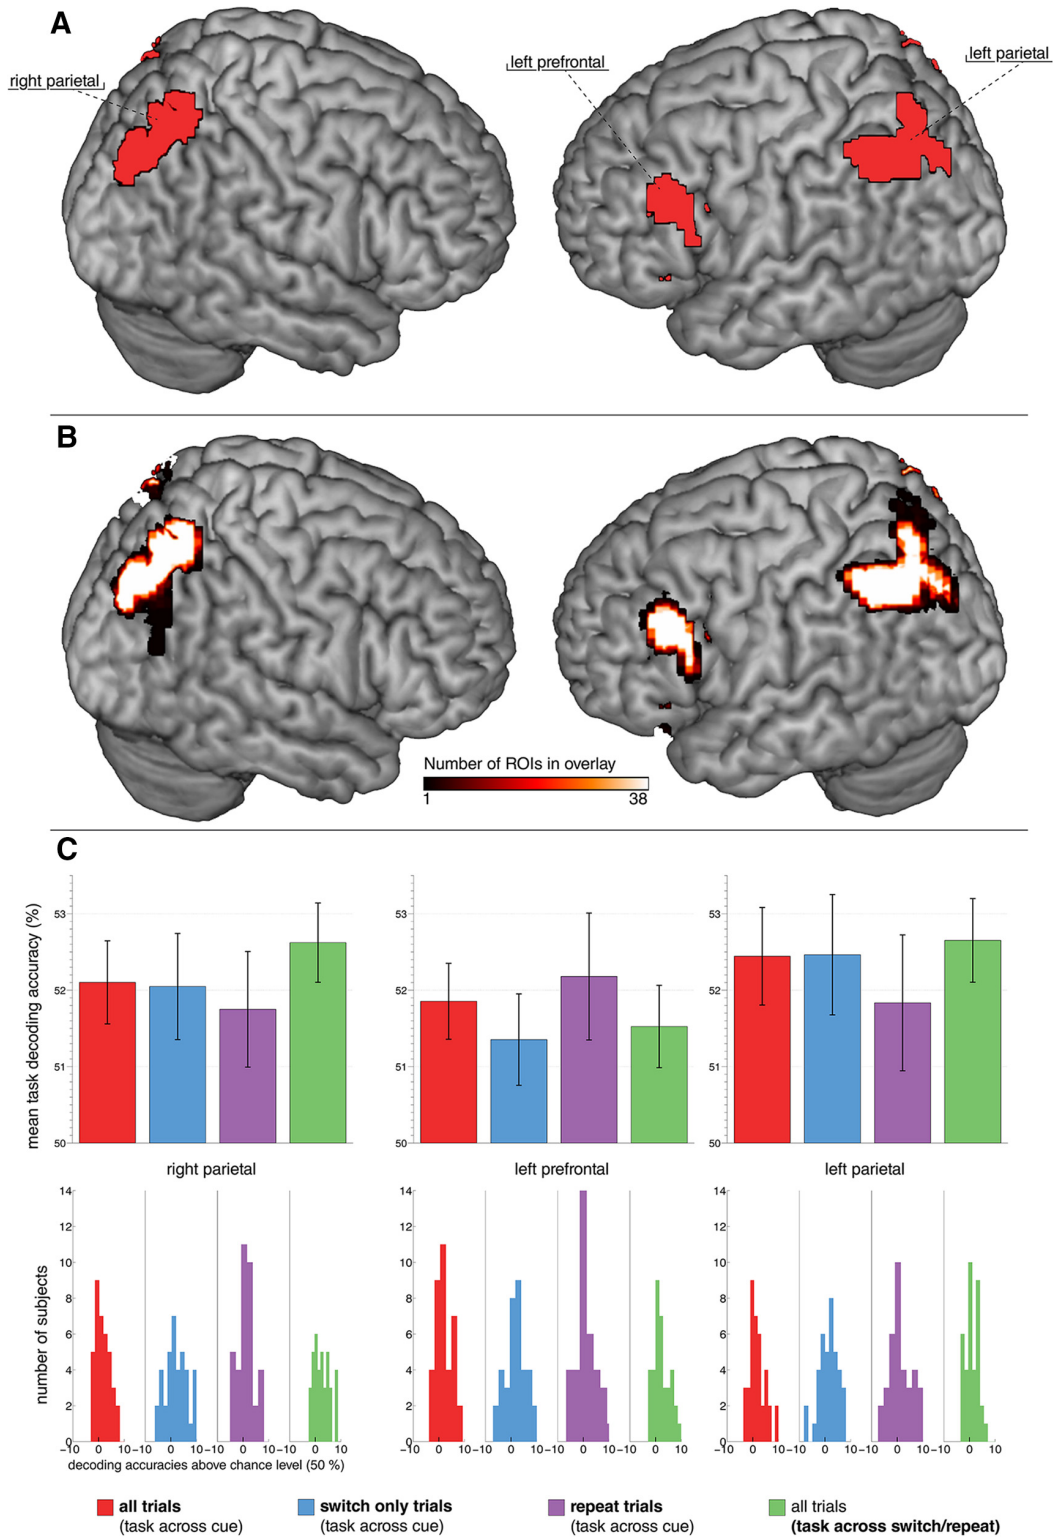 A
right parietal
left prefrontal
left parietal
B
Number of ROIs in overlay
1 38
C
mean task decoding accuracy (%)
53
52
51
50
53
52
51
50
53
52
51
50
right parietal
left prefrontal
left parietal
number of subjects
14
12
10
8
6
4
2
0
14
12
10
8
6
4
2
0
14
12
10
8
6
4
2
0
−10 0 10 −10 0 10 −10 0 10 −10 0 10
−10 0 10 −10 0 10 −10 0 10 −10 0 10
−10 0 10 −10 0 10 −10 0 10 −10 0 10
decoding accuracies above chance level (50 %)
all trials
(task across cue)
switch only trials
(task across cue)
repeat trials
(task across cue)
all trials
(task across switch/repeat)